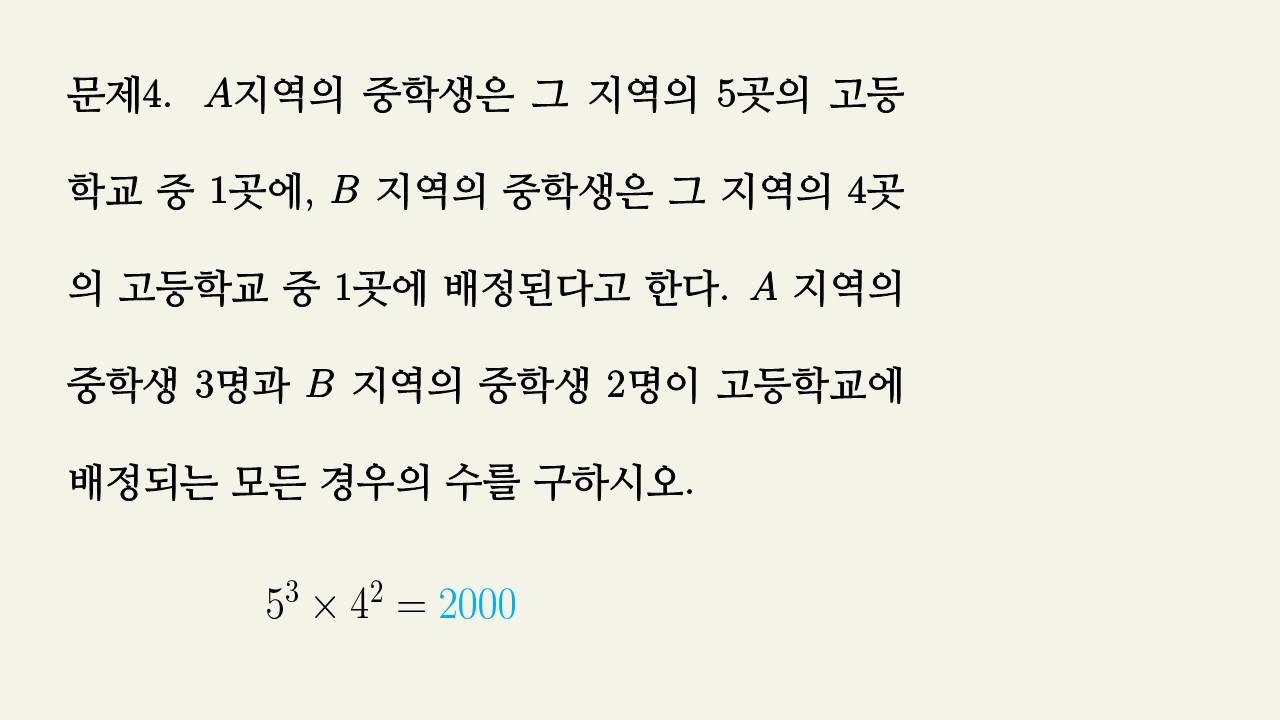 문제4. A지역의 중학생은 그 지역의 5곳의 고등
학교 중 1곳에, B 지역의 중학생은 그 지역의 4곳
의 고등학교 중 1곳에 배정된다고 한다. A 지역의
중학생 3명과 B 지역의 중학생 2명이 고등학교에
배정되는 모든 경우의 수를 구하시오.
5³ × 4² = 2000